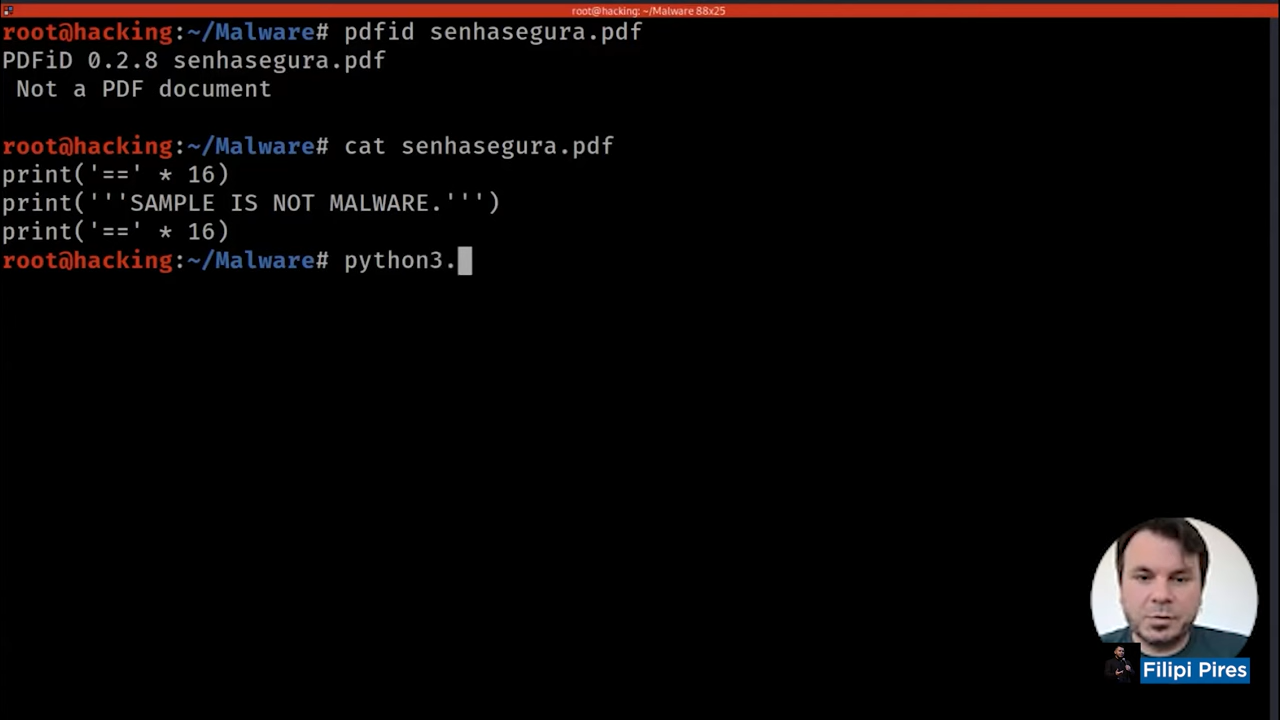 root@hacking: ~/Malware 88x25
root@hacking:~/Malware# pdfid senhasegura.pdf
PDFiD 0.2.8 senhasegura.pdf
 Not a PDF document
root@hacking:~/Malware# cat senhasegura.pdf
print('==' * 16)
print('''SAMPLE IS NOT MALWARE.''')
print('==' * 16)
root@hacking:~/Malware# python3.
Filipi Pires